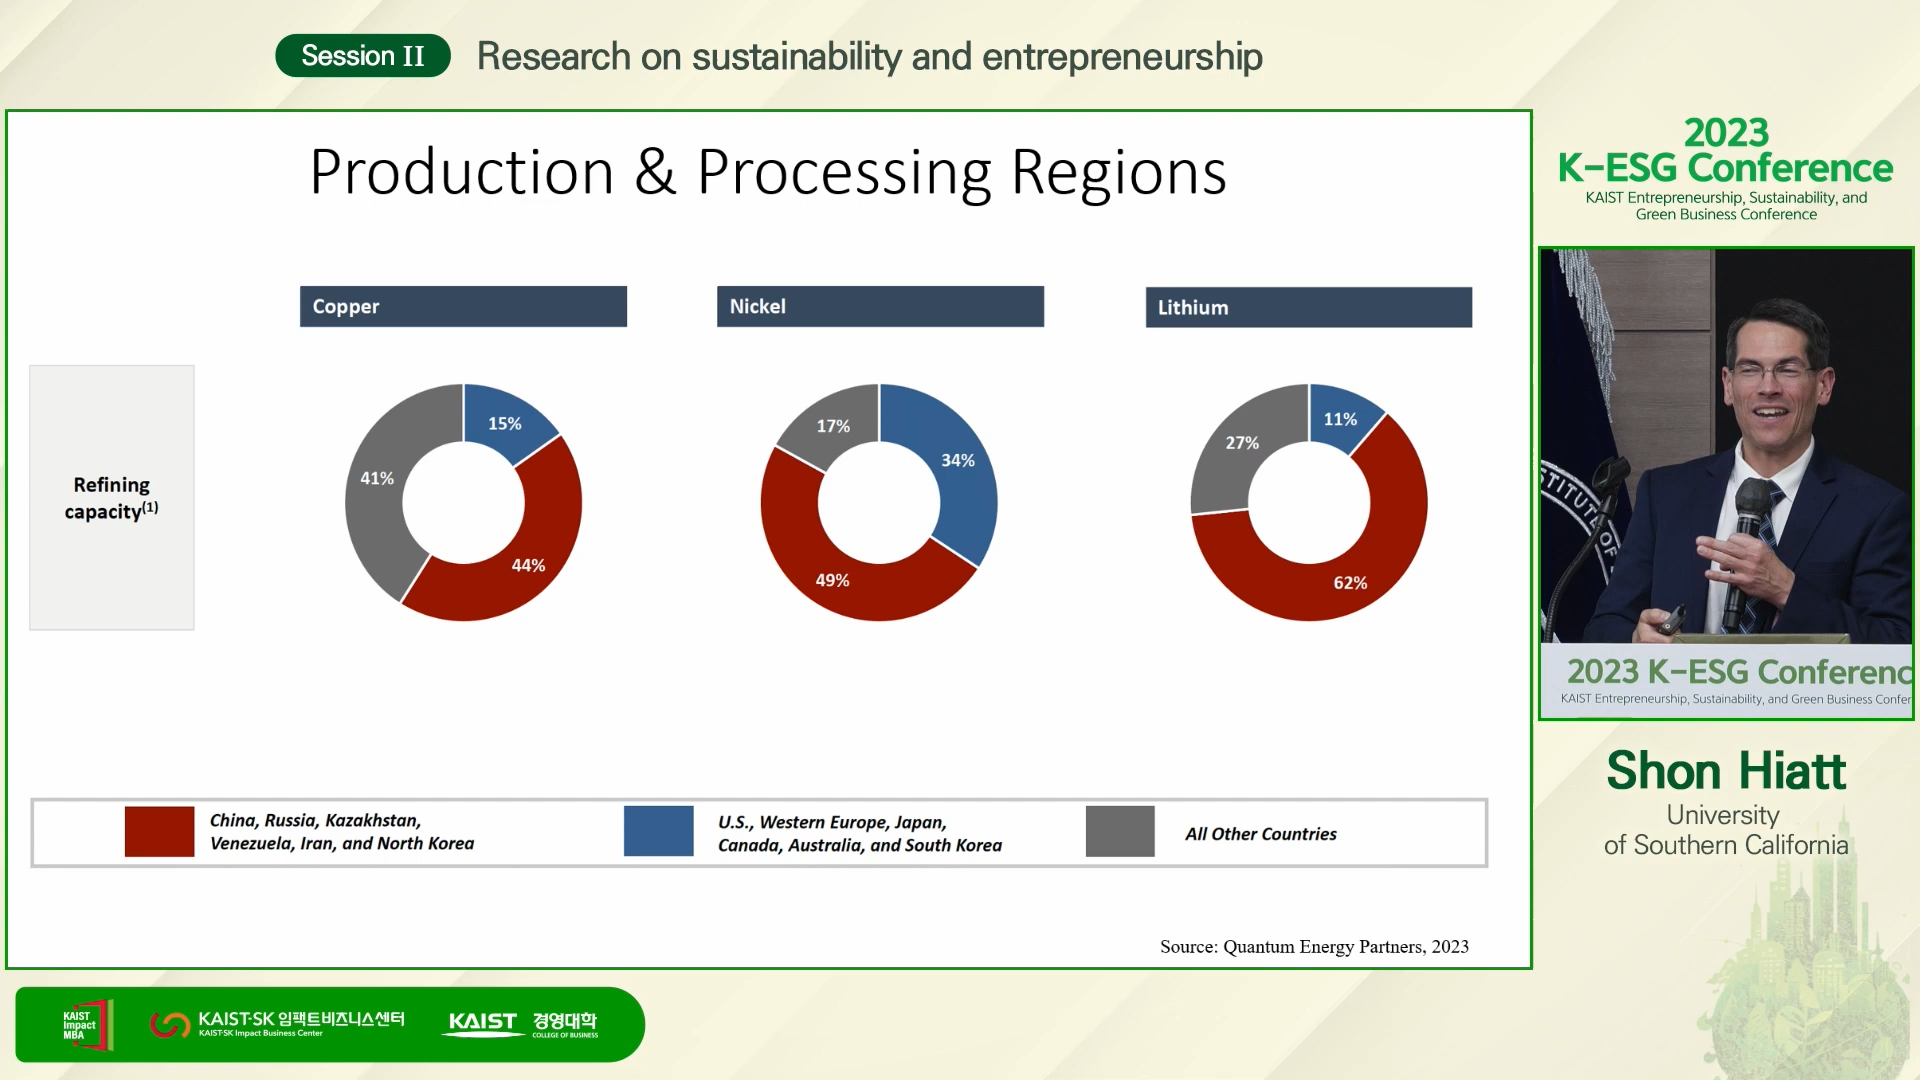 Session II
Research on sustainability and entrepreneurship
Production & Processing Regions
Copper
Nickel
Lithium
Refining
capacity(1)
15%
44%
41%
34%
49%
17%
11%
62%
27%
China, Russia, Kazakhstan,
Venezuela, Iran, and North Korea
U.S., Western Europe, Japan,
Canada, Australia, and South Korea
All Other Countries
Source: Quantum Energy Partners, 2023
2023
K-ESG Conference
KAIST Entrepreneurship, Sustainability, and
Green Business Conference
STITUTE OF
2023 K-ESG Conferenc
KAIST Entrepreneurship, Sustainability, and Green Business Confer
Shon Hiatt
University
of Southern California
KAIST
Impact
MBA
KAIST-SK 임팩트비즈니스센터
KAIST-SK Impact Business Center
KAIST 경영대학
COLLEGE OF BUSINESS